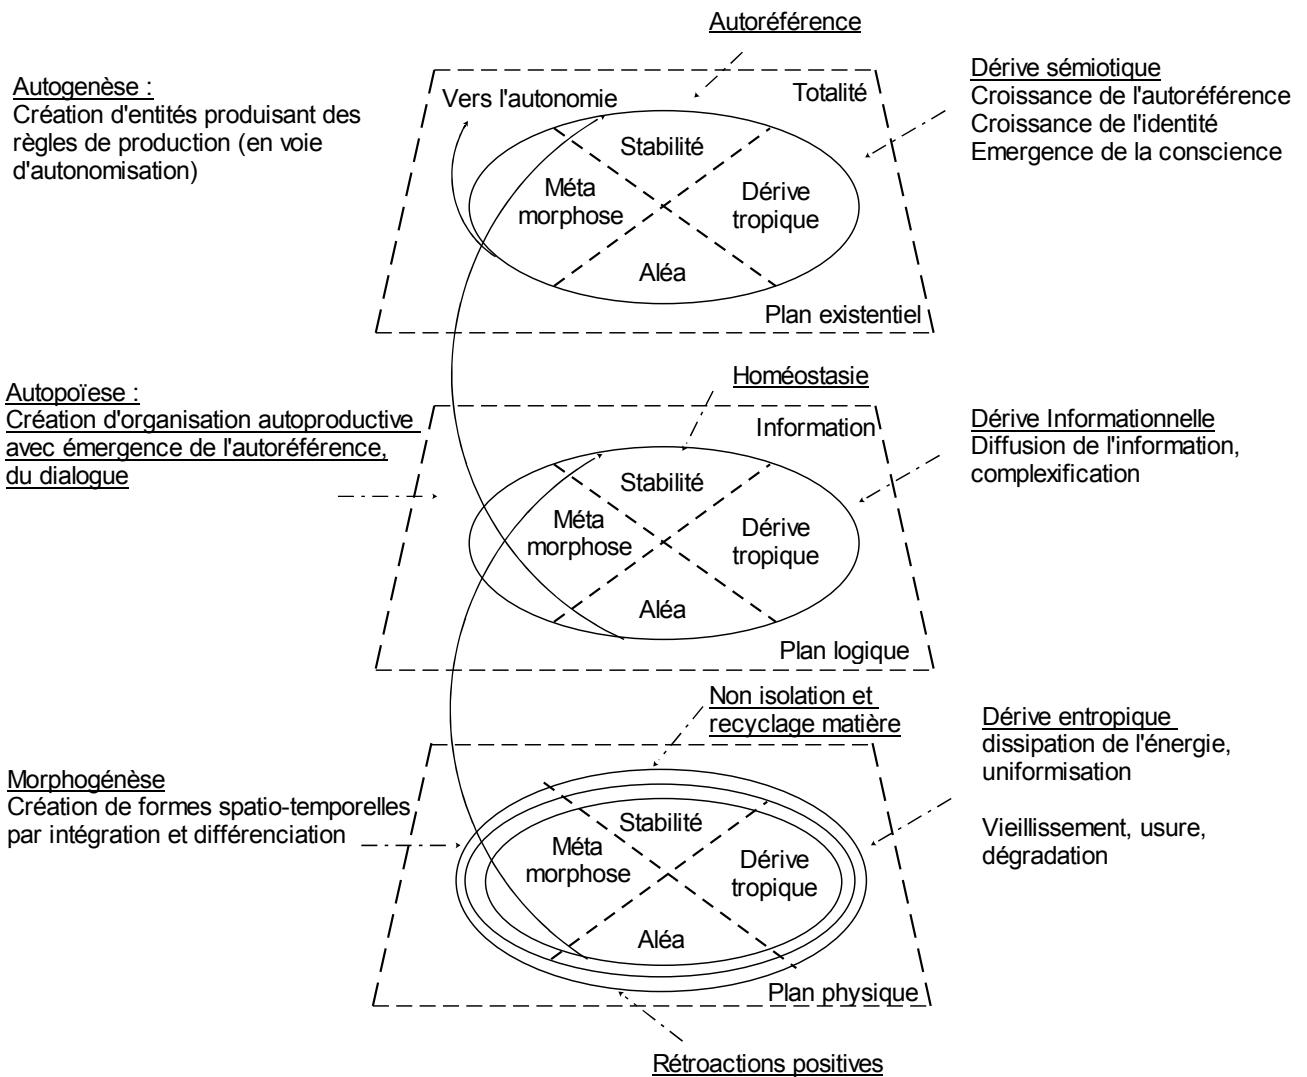 Autoréférence
Autogenèse :
Création d'entités produisant des
règles de production (en voie
d'autonomisation)
Vers l'autonomie
Totalité
Dérive sémiotique
Croissance de l'autoréférence
Croissance de l'identité
Emergence de la conscience
Stabilité
Méta
morphose
Dérive
tropique
Aléa
Plan existentiel
Homéostasie
Autopoïese :
Création d'organisation autoproductive
avec émergence de l'autoréférence,
du dialogue
Information
Dérive Informationnelle
Diffusion de l'information,
complexification
Stabilité
Méta
morphose
Dérive
tropique
Aléa
Plan logique
Non isolation et
recyclage matière
Dérive entropique
dissipation de l'énergie,
uniformisation
Vieillissement, usure,
dégradation
Morphogénèse
Création de formes spatio-temporelles
par intégration et différenciation
Stabilité
Méta
morphose
Dérive
tropique
Aléa
Plan physique
Rétroactions positives